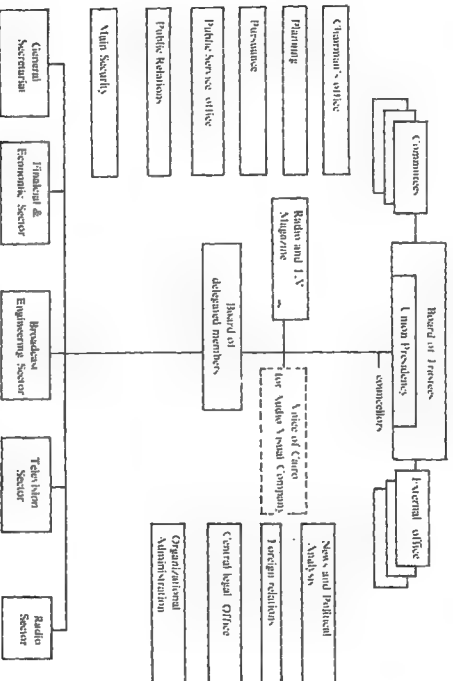 Board of Trustees
Union Presidency
Committees
External office
councellors
Chairman's office
Planning
Pursuance
Public Service office
Public Relations
Main Security
Radio and T.V
Magazine
Voice of Cairo
for Audio Visual Company
Board of
delegated members
News and Political
Analysis
Foreign relations
Central legal Office
Organizational
Administration
General
Secretariat
Economic Sector
Broadcast
Engineering Sector
Television
Sector
Radio
Sector